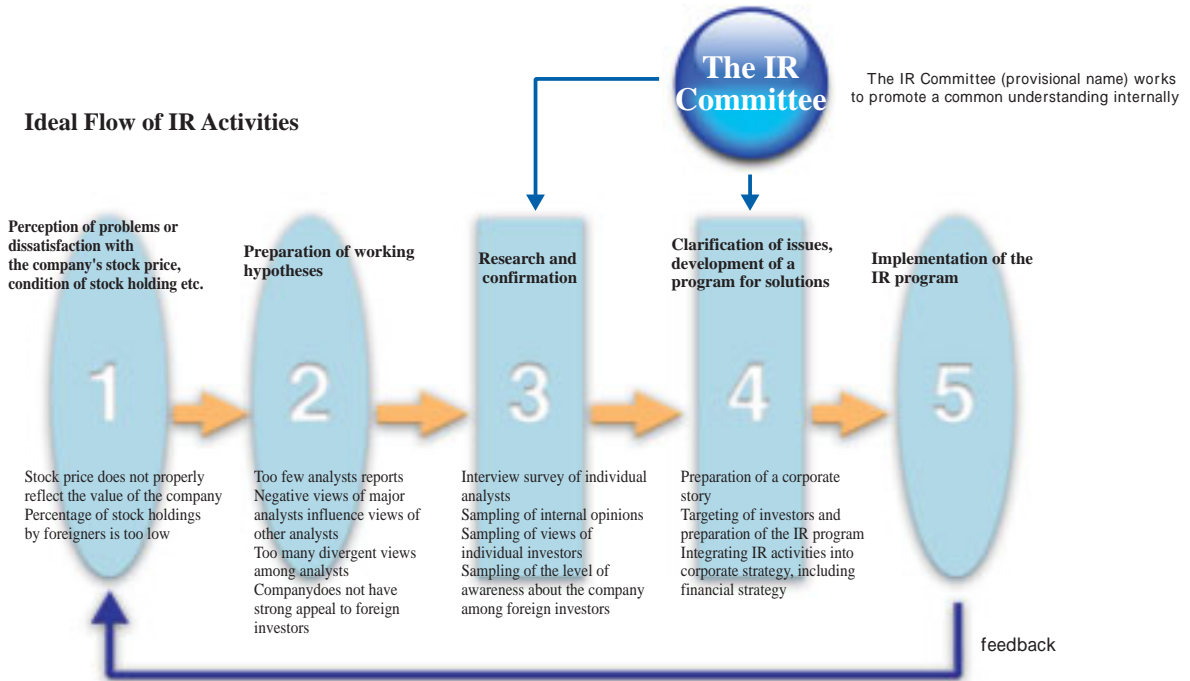 The IR
Committee
The IR Committee (provisional name) works
to promote a common understanding internally
Ideal Flow of IR Activities
Perception of problems or
dissatisfaction with
the company's stock price,
condition of stock holding etc.
1
Stock price does not properly
reflect the value of the company
Percentage of stock holdings
by foreigners is too low
Preparation of working
hypotheses
2
Too few analysts reports
Negative views of major
analysts influence views of
other analysts
Too many divergent views
among analysts
Companydoes not have
strong appeal to foreign
investors
Research and
confirmation
3
Interview survey of individual
analysts
Sampling of internal opinions
Sampling of views of
individual investors
Sampling of the level of
awareness about the company
among foreign investors
Clarification of issues,
development of a
program for solutions
4
Preparation of a corporate
story
Targeting of investors and
preparation of the IR program
Integrating IR activities into
corporate strategy, including
financial strategy
Implementation of the
IR program
5
feedback